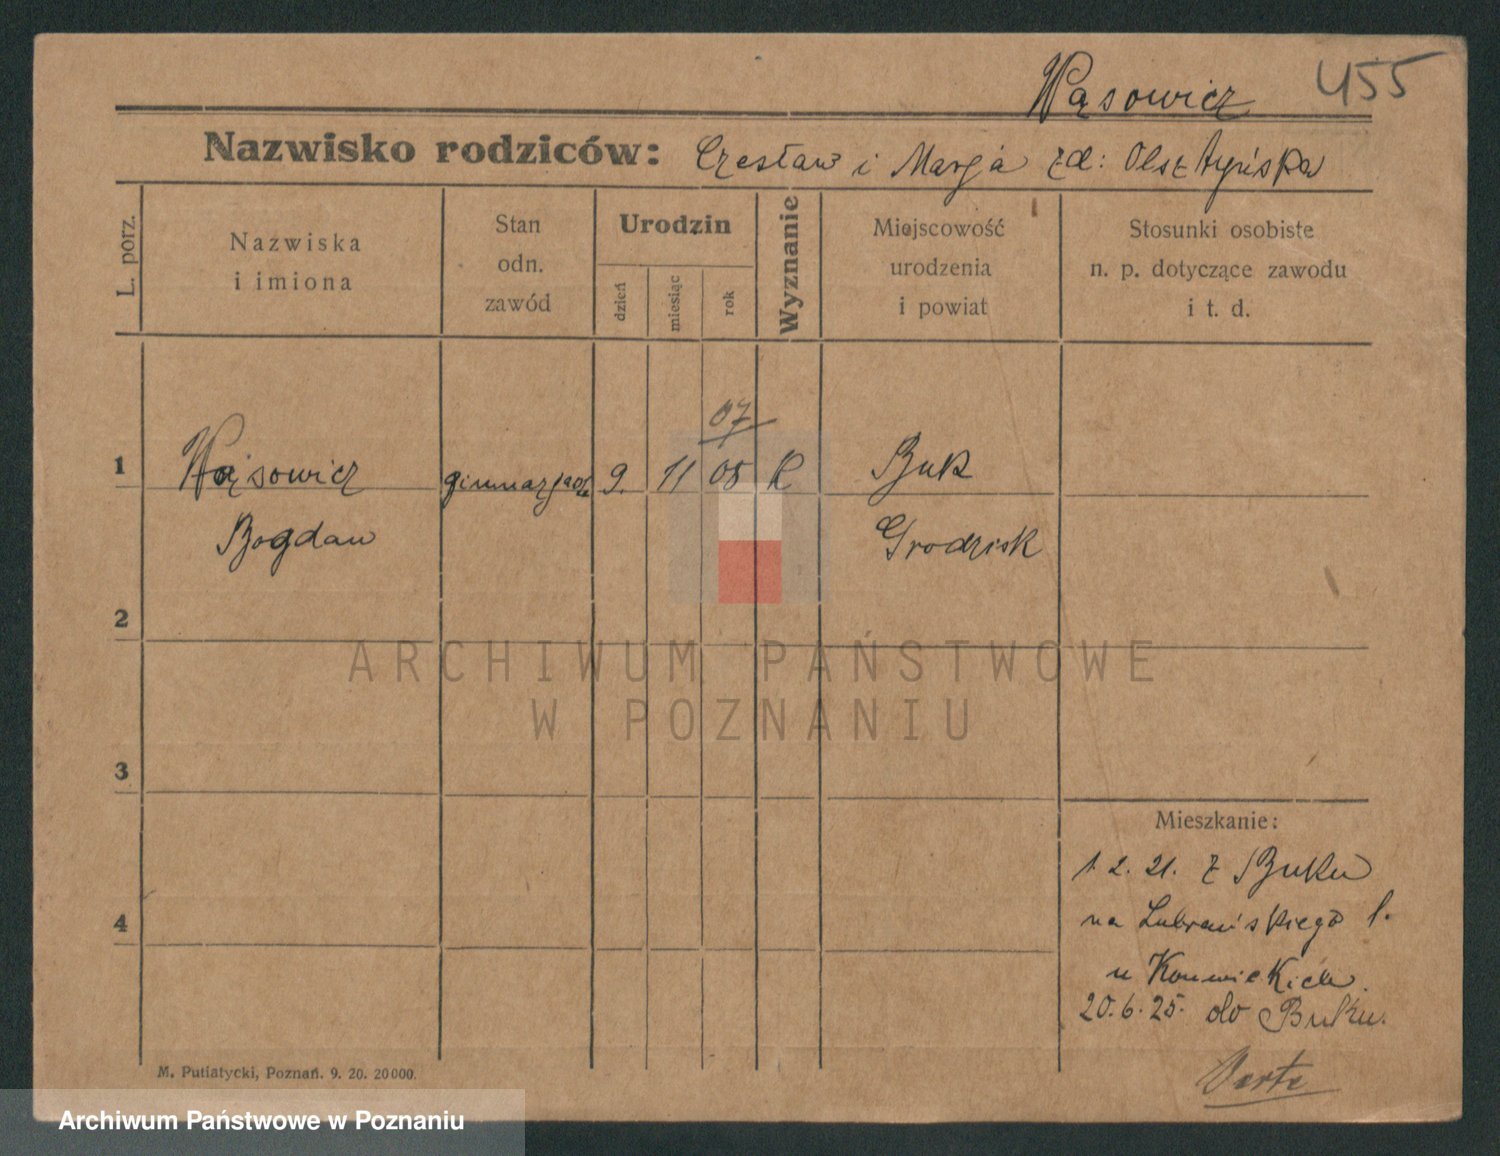 Wąsowicz 455
Nazwisko rodziców: Czesław i Marja zd: Olsztyńska
L. porz.
Nazwiska
i imiona
Stan
odn.
zawód
Urodzin
dzień
miesiąc
rok
Wyznanie
Miejscowość
urodzenia
i powiat
Stosunki osobiste
n. p. dotyczące zawodu
i t. d.
07
1 Wąsowicz 9. 11 08 K Buk
Bogdan Grodzisk
2
3
4
Mieszkanie:
1. 2. 21. z Buku
na Lubrańskiego 1.
u Konwickich.
20. 6. 25. do Buku.
Verte
M. Putiatycki, Poznań. 9. 20. 20000.
ARCHIWUM PAŃSTWOWE
W POZNANIU
Archiwum Państwowe w Poznaniu